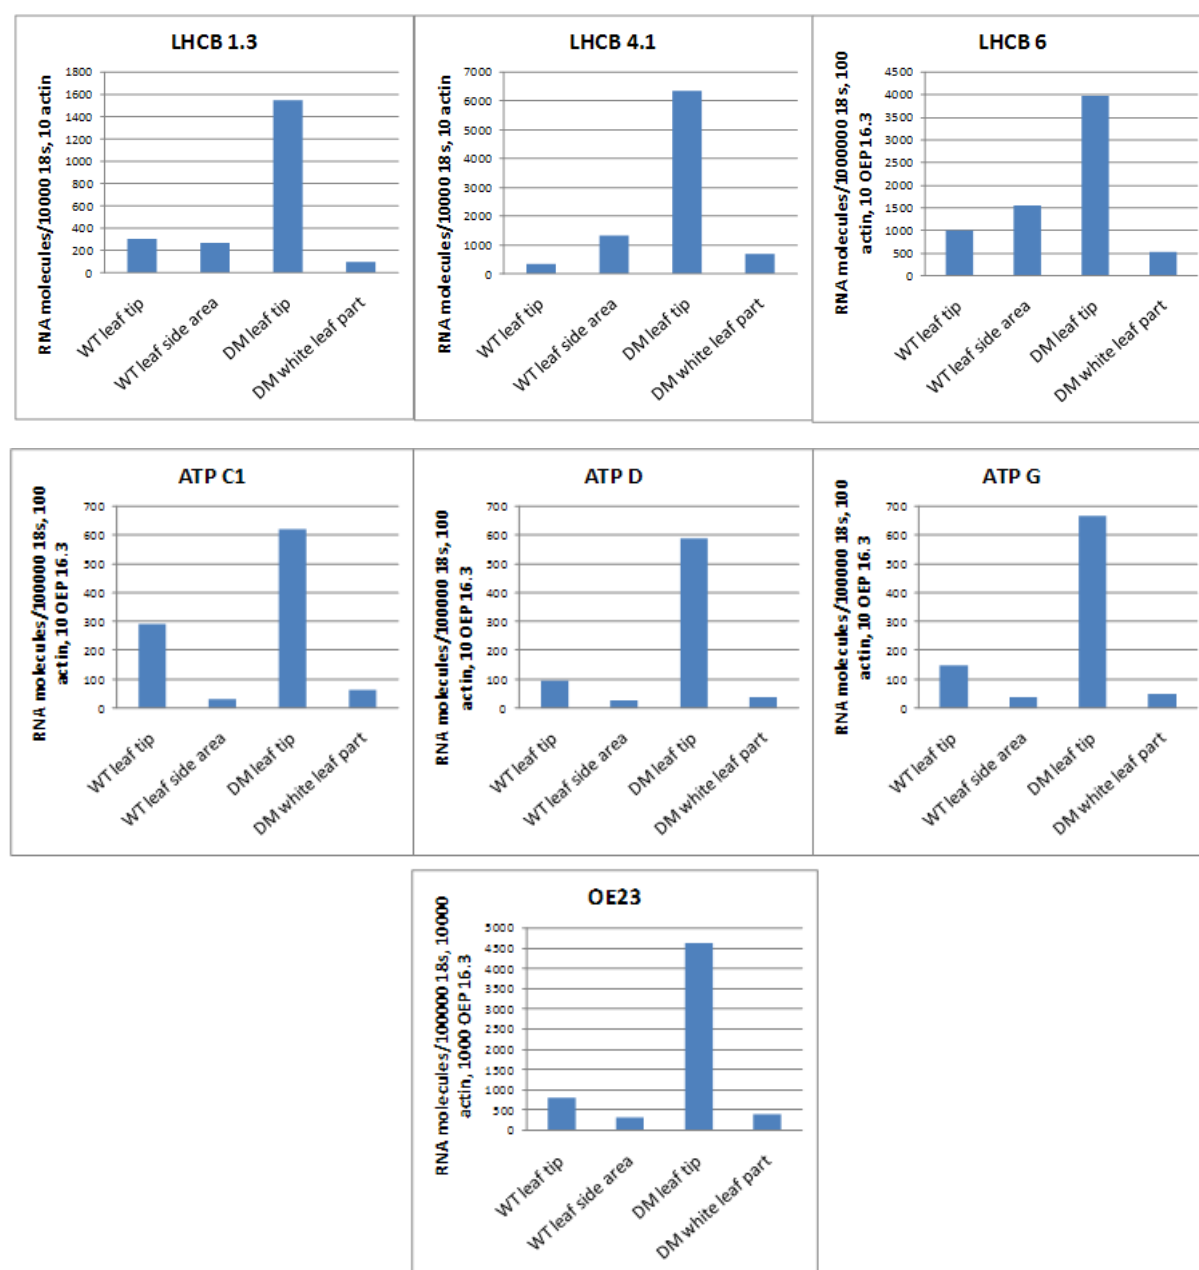 LHCB 1.3
RNA molecules/10000 18s, 10 actin
1800
1600
1400
1200
1000
800
600
400
200
0
WT leaf tip
WT leaf side area
DM leaf tip
DM white leaf part
LHCB 4.1
RNA molecules/10000 18s, 10 actin
7000
6000
5000
4000
3000
2000
1000
0
WT leaf tip
WT leaf side area
DM leaf tip
DM white leaf part
LHCB 6
RNA molecules/1000000 18s, 100
actin, 10 OEP 16.3
4500
4000
3500
3000
2500
2000
1500
1000
500
0
WT leaf tip
WT leaf side area
DM leaf tip
DM white leaf part
ATP C1
RNA molecules/100000 18s, 100
actin, 10 OEP 16.3
700
600
500
400
300
200
100
0
WT leaf tip
WT leaf side area
DM leaf tip
DM white leaf part
ATP D
RNA molecules/100000 18s, 100
actin, 10 OEP 16.3
700
600
500
400
300
200
100
0
WT leaf tip
WT leaf side area
DM leaf tip
DM white leaf part
ATP G
RNA molecules/100000 18s, 100
actin, 10 OEP 16.3
700
600
500
400
300
200
100
0
WT leaf tip
WT leaf side area
DM leaf tip
DM white leaf part
OE23
RNA molecules/100000 18s, 10000
actin, 1000 OEP 16.3
5000
4500
4000
3500
3000
2500
2000
1500
1000
500
0
WT leaf tip
WT leaf side area
DM leaf tip
DM white leaf part